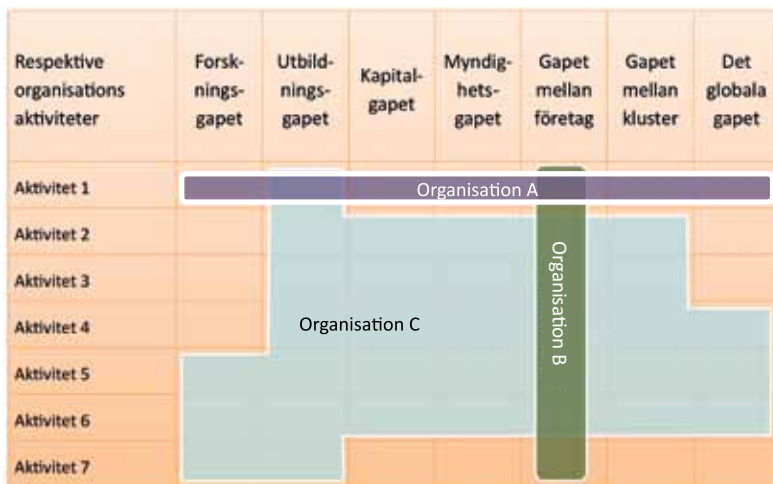 Respektive
organisations
aktiviteter
Forsk-
nings-
gapet
Utbild-
nings-
gapet
Kapital-
gapet
Myndig-
hets-
gapet
Gapet
mellan
företag
Gapet
mellan
kluster
Det
globala
gapet
Aktivitet 1
Organisation A
Aktivitet 2
Aktivitet 3
Aktivitet 4
Organisation C
Organisation B
Aktivitet 5
Aktivitet 6
Aktivitet 7